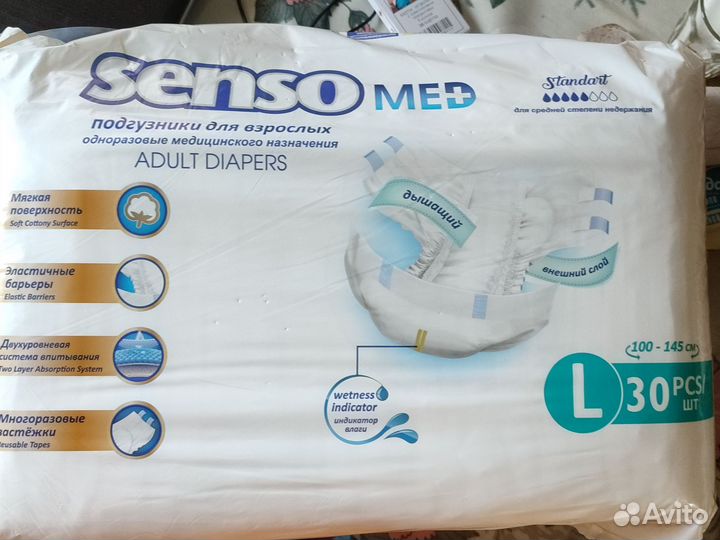 senso MED
Standart
для средней степени недержания
подгузники для взрослых
одноразовые медицинского назначения
ADULT DIAPERS
Мягкая
поверхность
Soft Cottony Surface
дышащий
внешний слой
Эластичные
барьеры
Elastic Barriers
Двухуровневая
система впитывания
Two Layer Absorption System
100 - 145 см
L 30 PCS/
ШТ
wetness
indicator
индикатор
влаги
Многоразовые
застёжки
Reusable Tapes
Avito